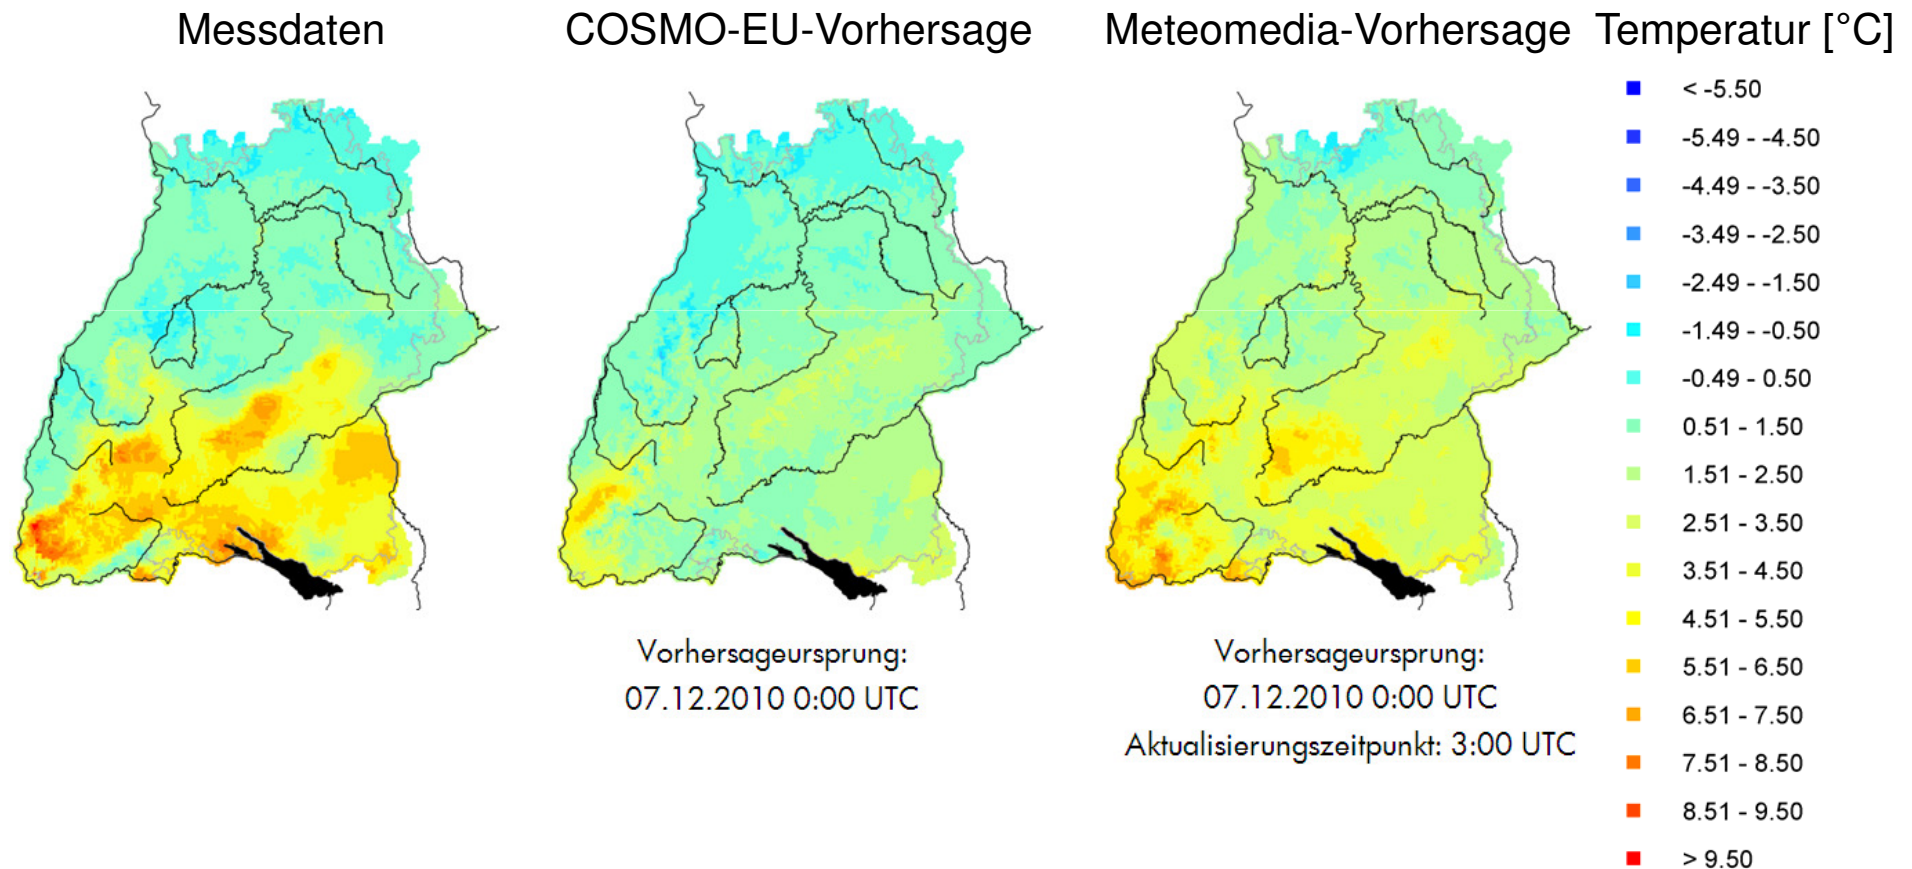 Messdaten
COSMO-EU-Vorhersage
Meteomedia-Vorhersage
Temperatur [°C]
< -5.50
-5.49 - -4.50
-4.49 - -3.50
-3.49 - -2.50
-2.49 - -1.50
-1.49 - -0.50
-0.49 - 0.50
0.51 - 1.50
1.51 - 2.50
2.51 - 3.50
3.51 - 4.50
4.51 - 5.50
5.51 - 6.50
6.51 - 7.50
7.51 - 8.50
8.51 - 9.50
> 9.50
Vorhersageursprung:
07.12.2010 0:00 UTC
Vorhersageursprung:
07.12.2010 0:00 UTC
Aktualisierungszeitpunkt: 3:00 UTC